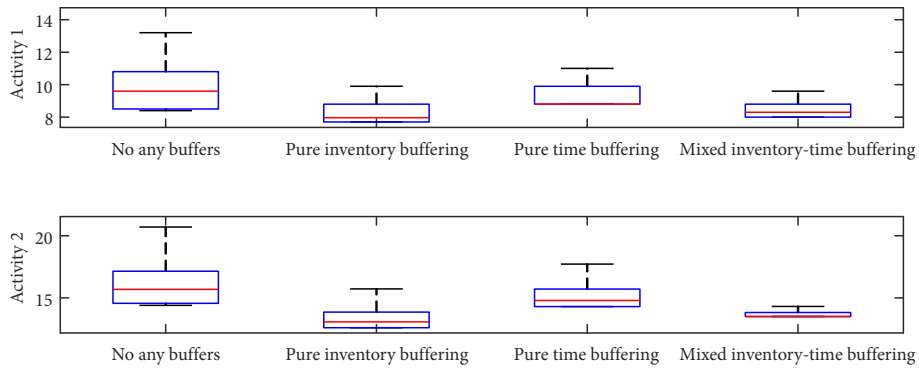 Activity 1
14
12
10
8
No any buffers
Pure inventory buffering
Pure time buffering
Mixed inventory-time buffering
Activity 2
20
15
No any buffers
Pure inventory buffering
Pure time buffering
Mixed inventory-time buffering